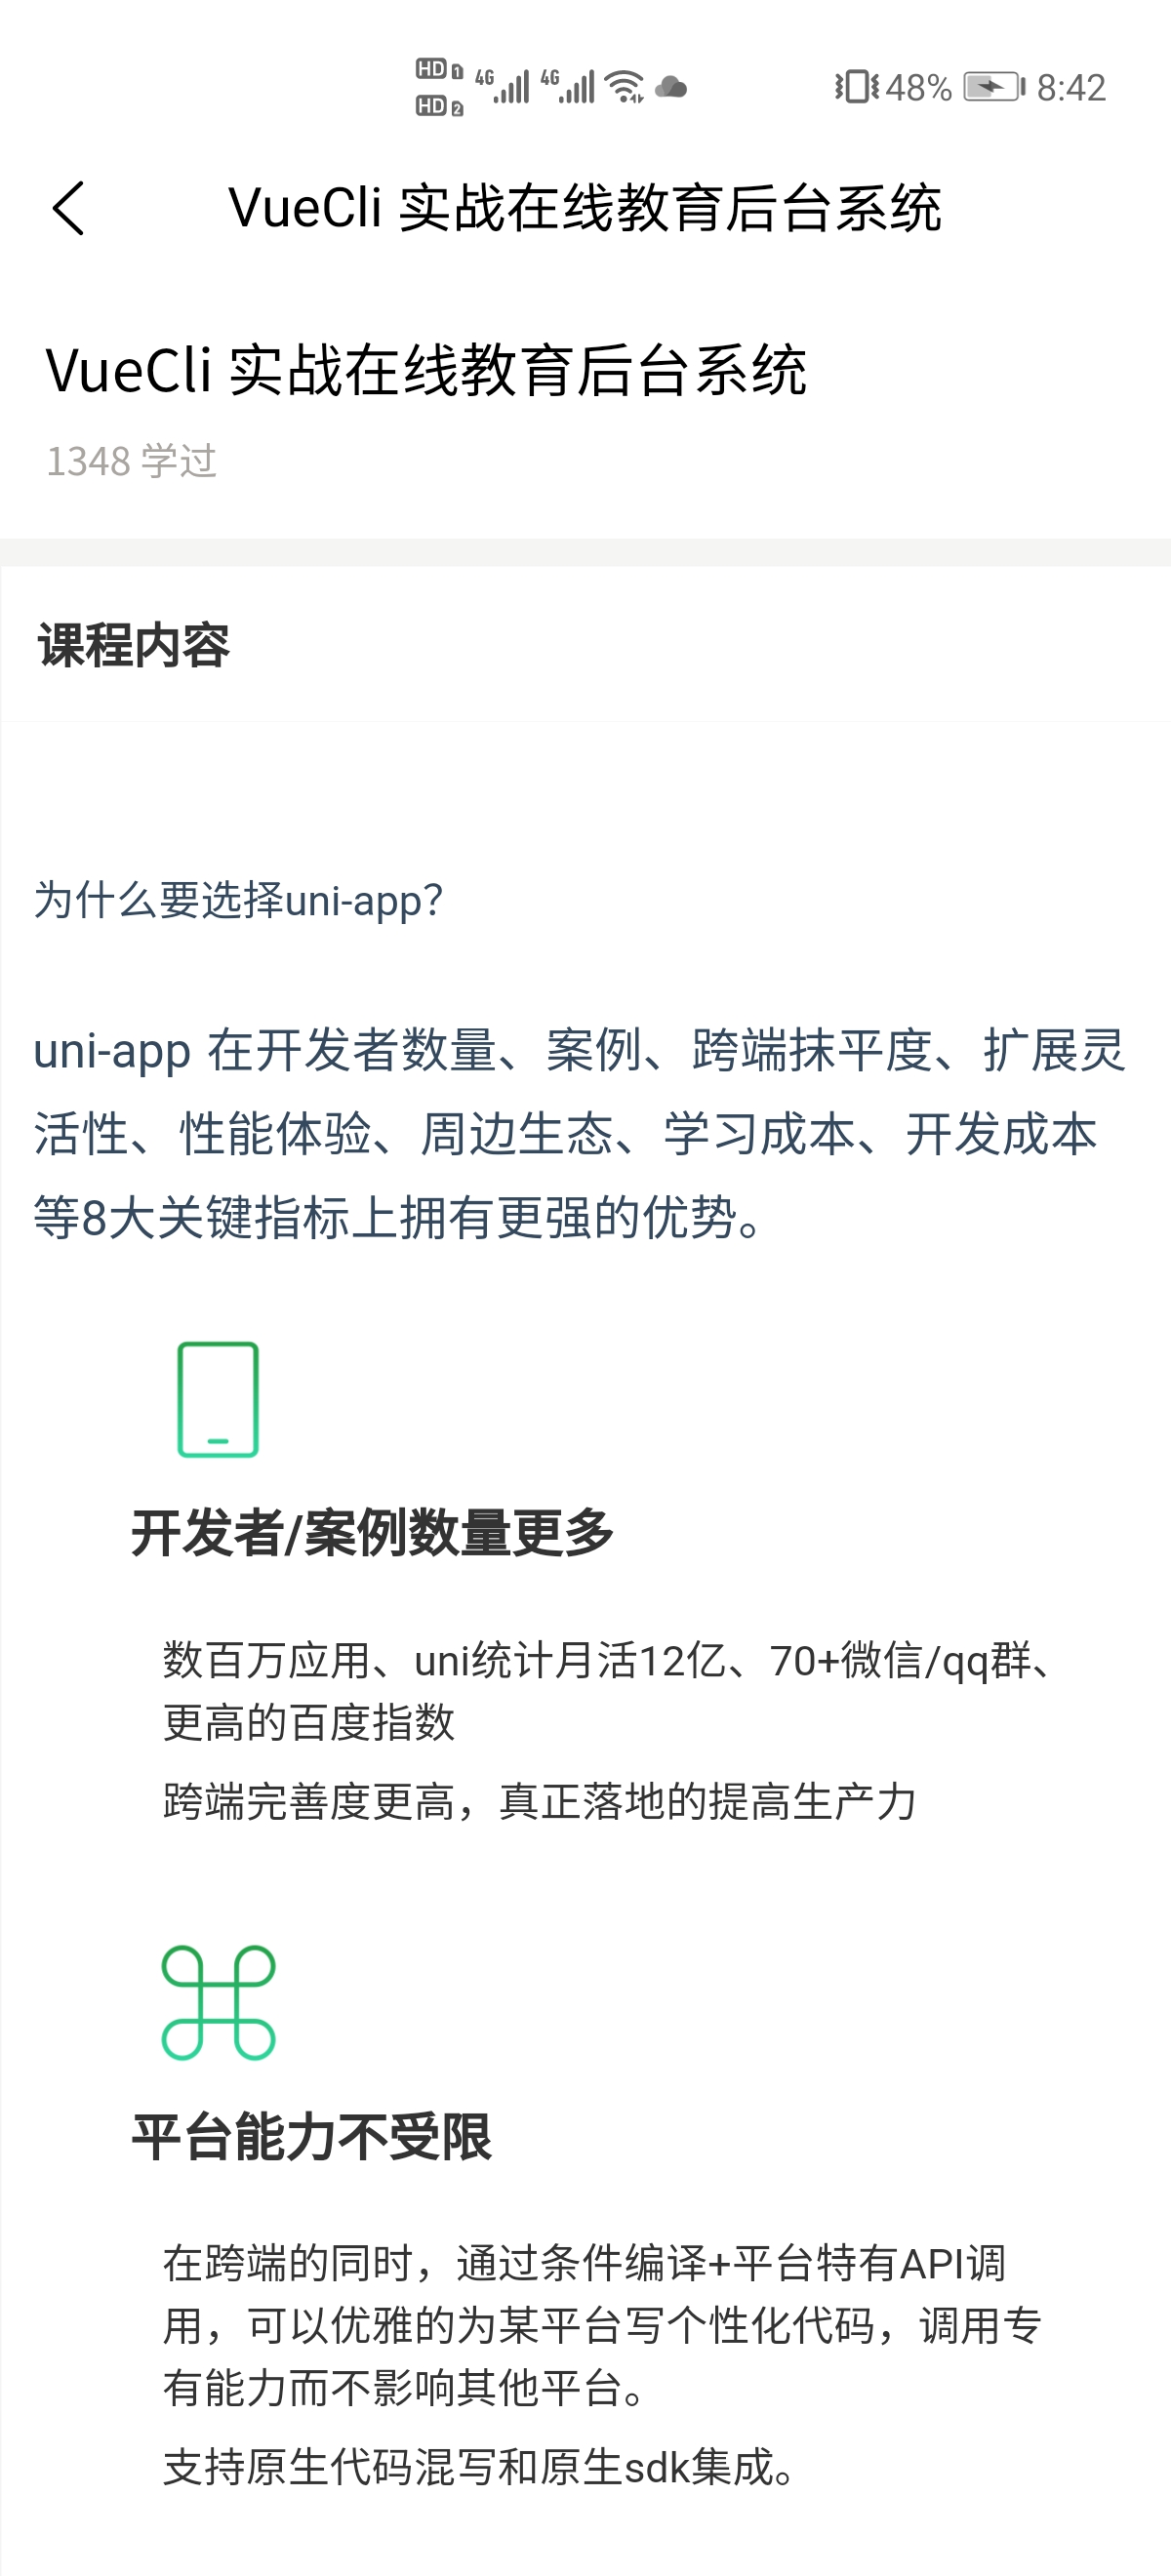 HD 1 4G 4G 48% 8:42
HD 2
VueCli 实战在线教育后台系统
VueCli 实战在线教育后台系统
1348 学过
课程内容
为什么要选择uni-app?
uni-app 在开发者数量、案例、跨端抹平度、扩展灵
活性、性能体验、周边生态、学习成本、开发成本
等8大关键指标上拥有更强的优势。
开发者/案例数量更多
数百万应用、uni统计月活12亿、70+微信/qq群、
更高的百度指数
跨端完善度更高，真正落地的提高生产力
平台能力不受限
在跨端的同时，通过条件编译+平台特有API调
用，可以优雅的为某平台写个性化代码，调用专
有能力而不影响其他平台。
支持原生代码混写和原生sdk集成。